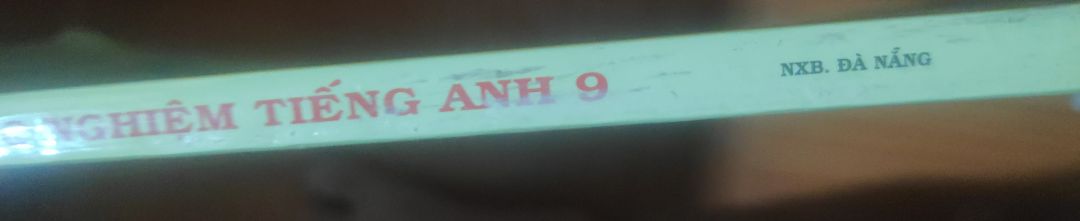 NGHIỆM TIẾNG ANH 9
NXB. ĐÀ NẴNG